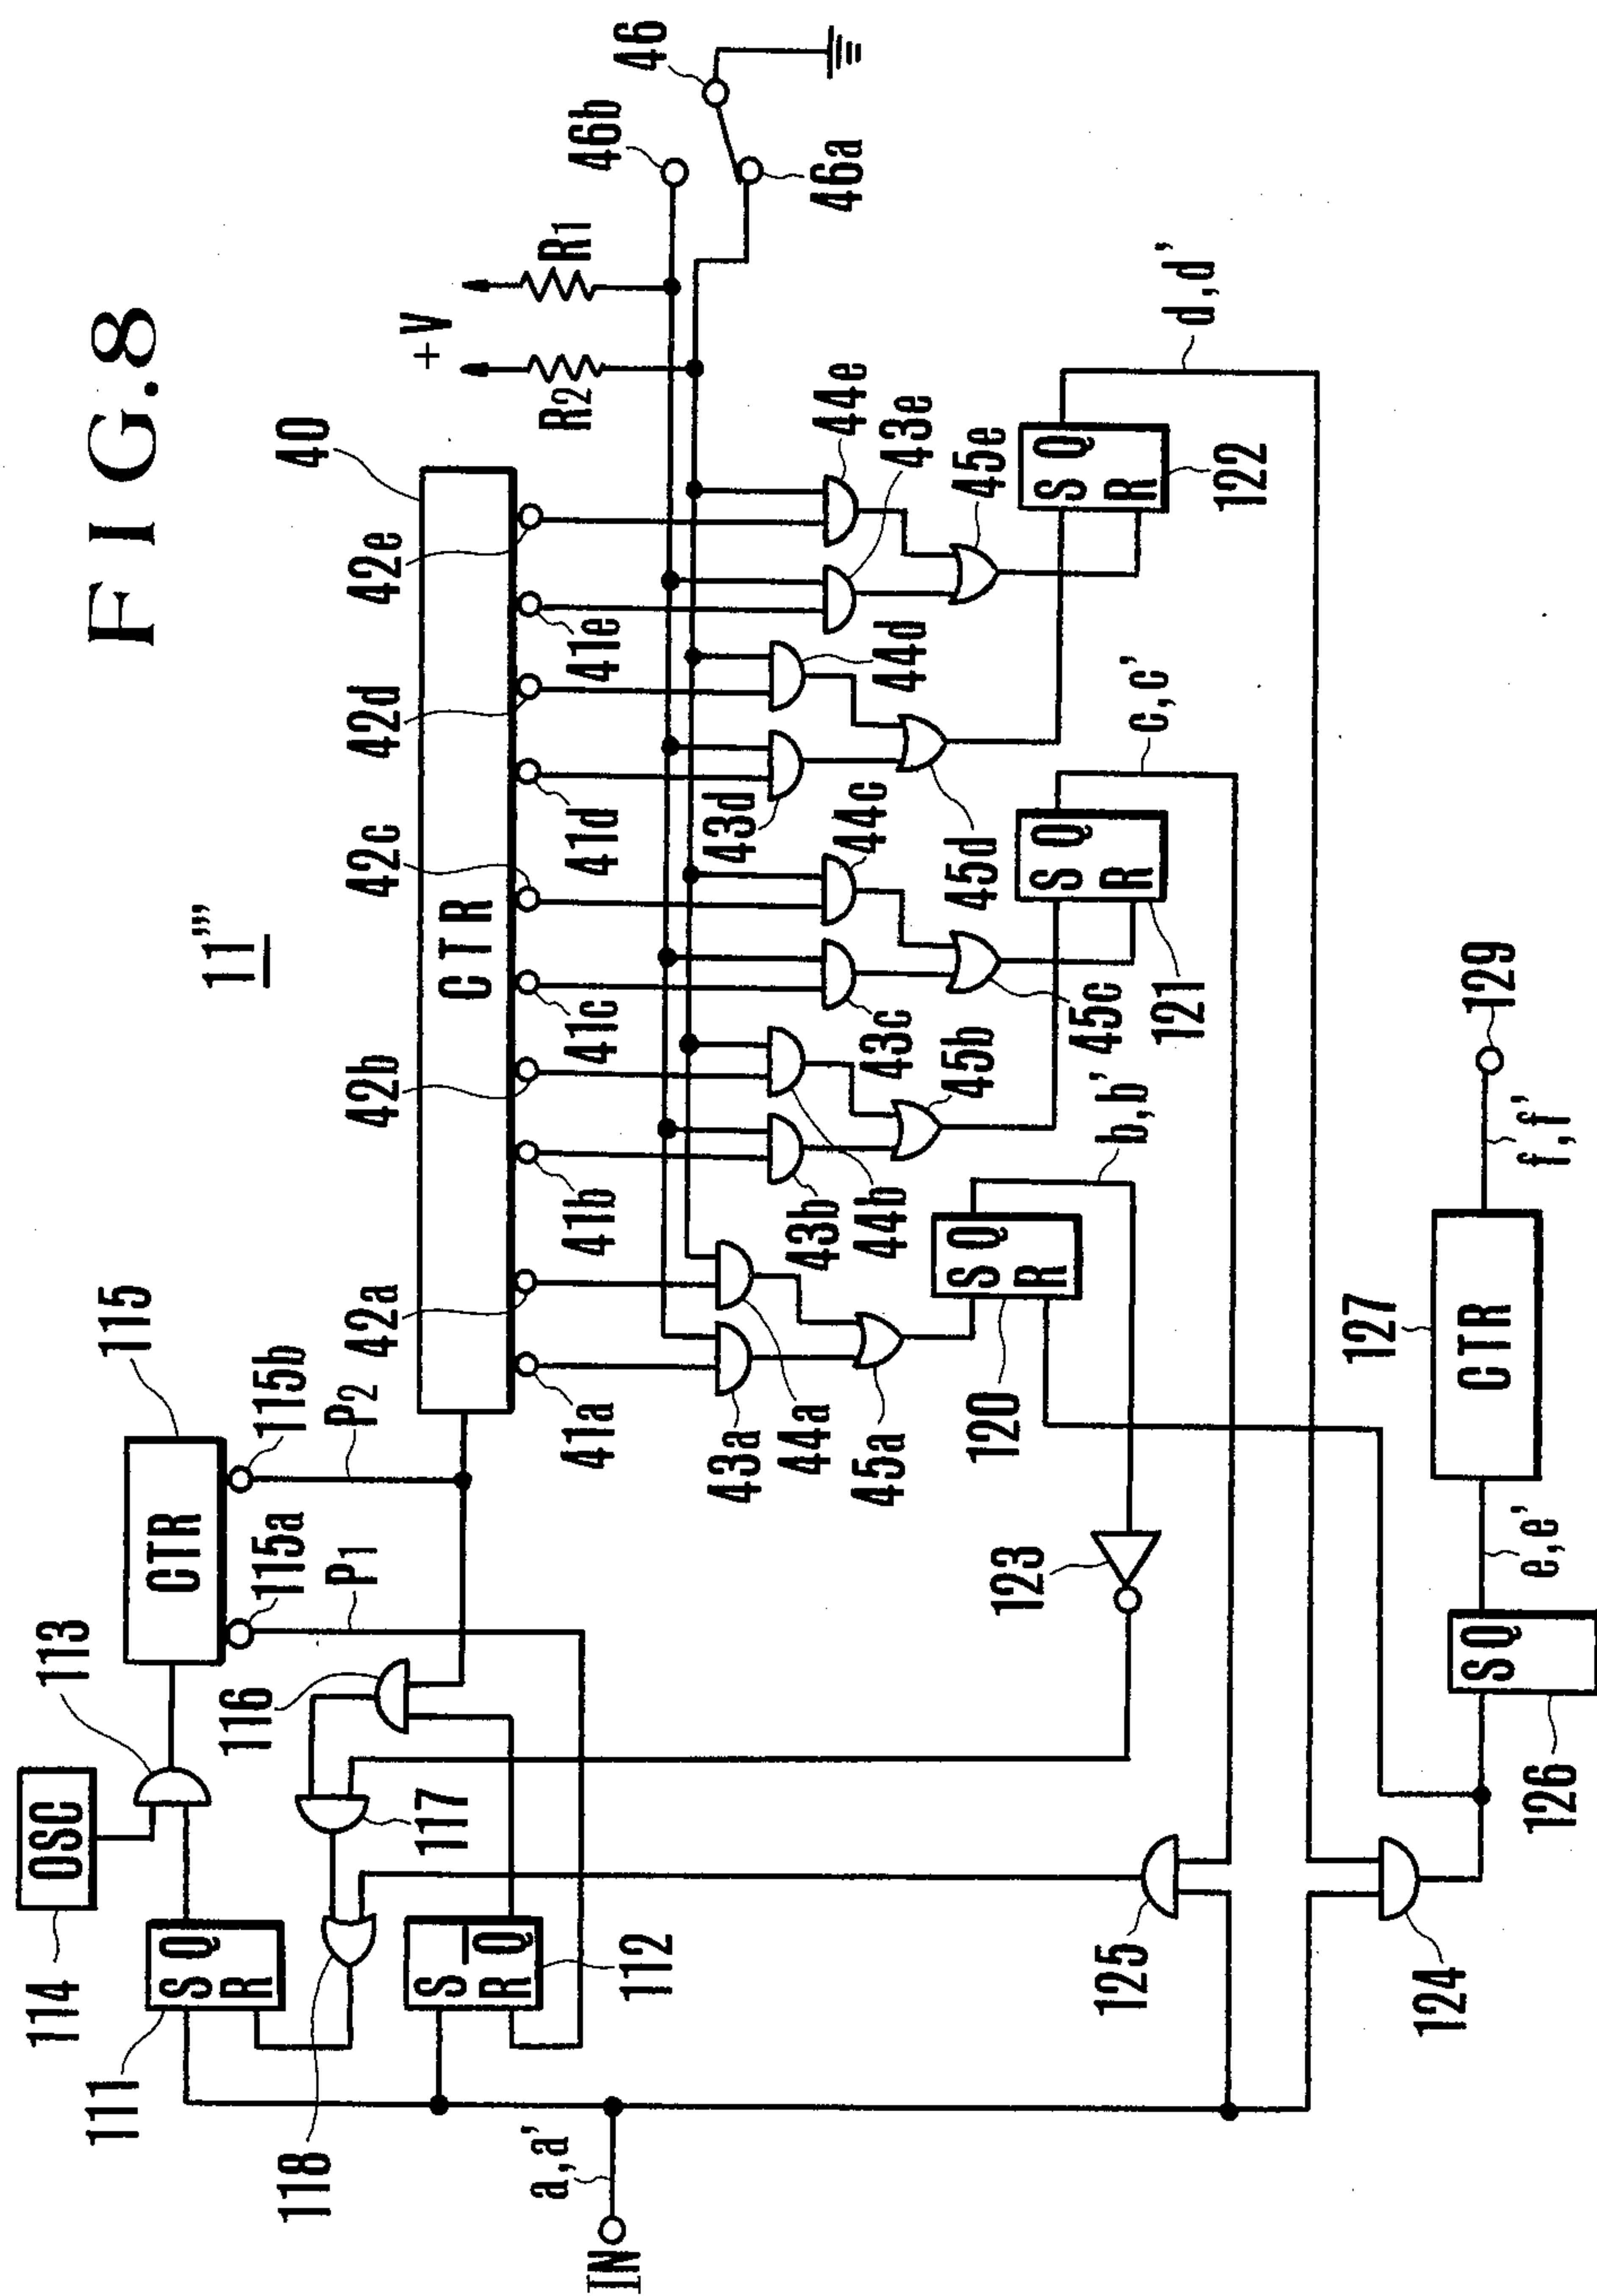 FIG.8
11"'
OSC
114
113
CTR
115
115a
115b
P1
P2
111
S Q
R
118
117
116
112
S Q
R
IN
a,a'
CTR
40
41a
42a
41b
42b
41c
42c
41d
42d
41e
42e
+V
R2
R1
46b
46a
46
43a
44a
45a
43b
44b
45b
43c
44c
45c
43d
44d
45d
43e
44e
45e
120
S Q
R
b,b'
121
S Q
R
c,c'
122
S Q
R
d,d'
123
125
124
126
S Q
e,e'
127
CTR
f,f'
129